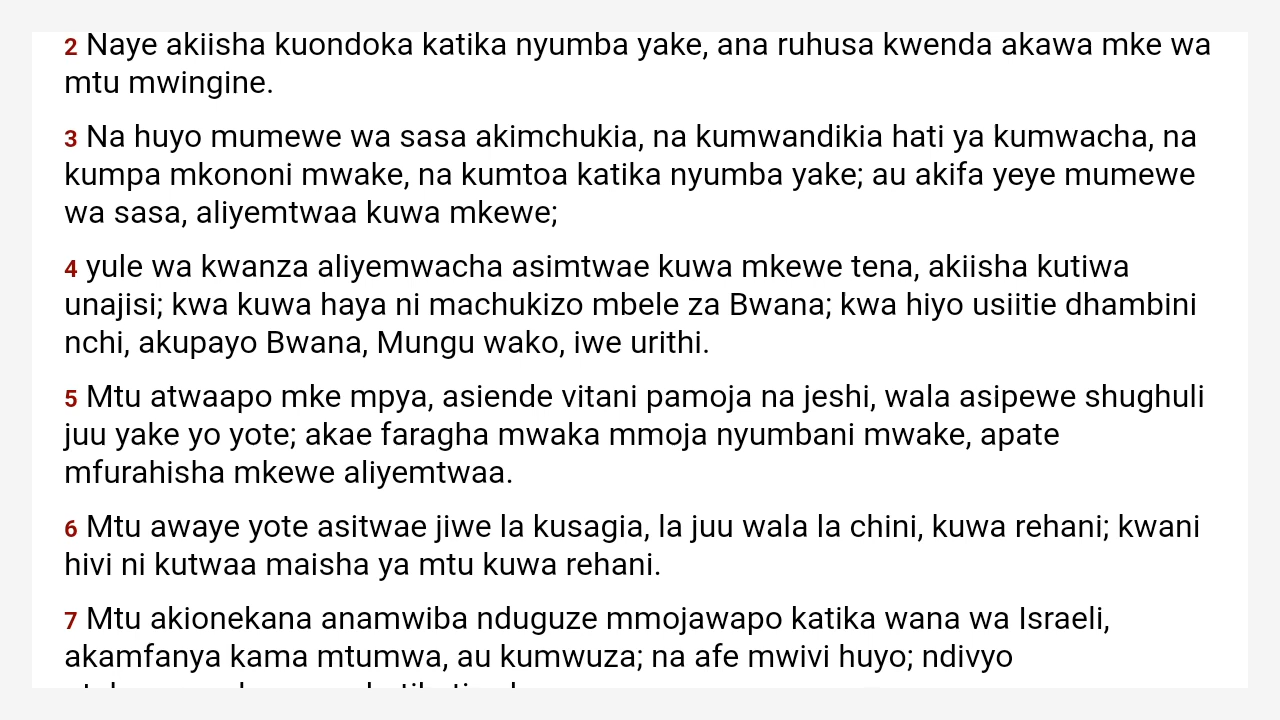 2 Naye akiisha kuondoka katika nyumba yake, ana ruhusa kwenda akawa mke wa
mtu mwingine.
3 Na huyo mumewe wa sasa akimchukia, na kumwandikia hati ya kumwacha, na
kumpa mkononi mwake, na kumtoa katika nyumba yake; au akifa yeye mumewe
wa sasa, aliyemtwaa kuwa mkewe;
4 yule wa kwanza aliyemwacha asimtwae kuwa mkewe tena, akiisha kutiwa
unajisi; kwa kuwa haya ni machukizo mbele za Bwana; kwa hiyo usiitie dhambini
nchi, akupayo Bwana, Mungu wako, iwe urithi.
5 Mtu atwaapo mke mpya, asiende vitani pamoja na jeshi, wala asipewe shughuli
juu yake yo yote; akae faragha mwaka mmoja nyumbani mwake, apate
mfurahisha mkewe aliyemtwaa.
6 Mtu awaye yote asitwae jiwe la kusagia, la juu wala la chini, kuwa rehani; kwani
hivi ni kutwaa maisha ya mtu kuwa rehani.
7 Mtu akionekana anamwiba nduguze mmojawapo katika wana wa Israeli,
akamfanya kama mtumwa, au kumwuza; na afe mwivi huyo; ndivyo